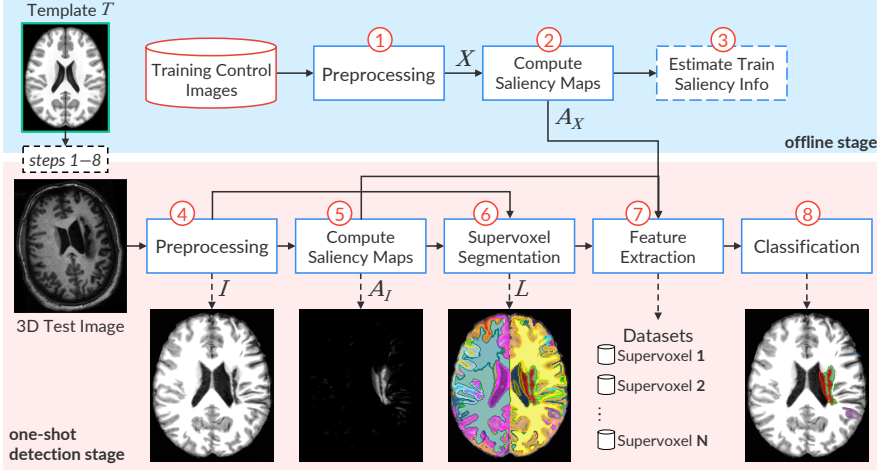 Template T
1
2
3
Training Control
Images
Preprocessing
X
Compute
Saliency Maps
Estimate Train
Saliency Info
A_X
offline stage
steps 1–8
4
5
6
7
8
Preprocessing
Compute
Saliency Maps
Supervoxel
Segmentation
Feature
Extraction
Classification
I
A_I
L
3D Test Image
Datasets
Supervoxel 1
Supervoxel 2
⋮
Supervoxel N
one-shot
detection stage